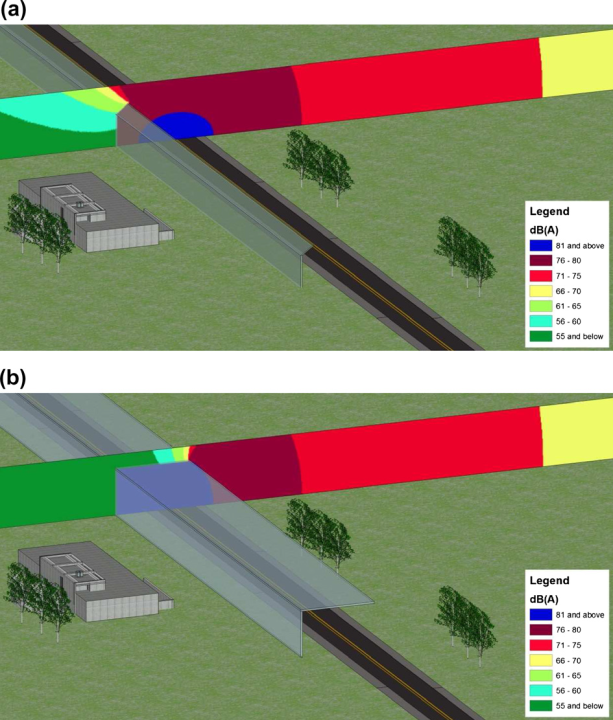 (a)
Legend
dB(A)
81 and above
76 - 80
71 - 75
66 - 70
61 - 65
56 - 60
55 and below
(b)
Legend
dB(A)
81 and above
76 - 80
71 - 75
66 - 70
61 - 65
56 - 60
55 and below